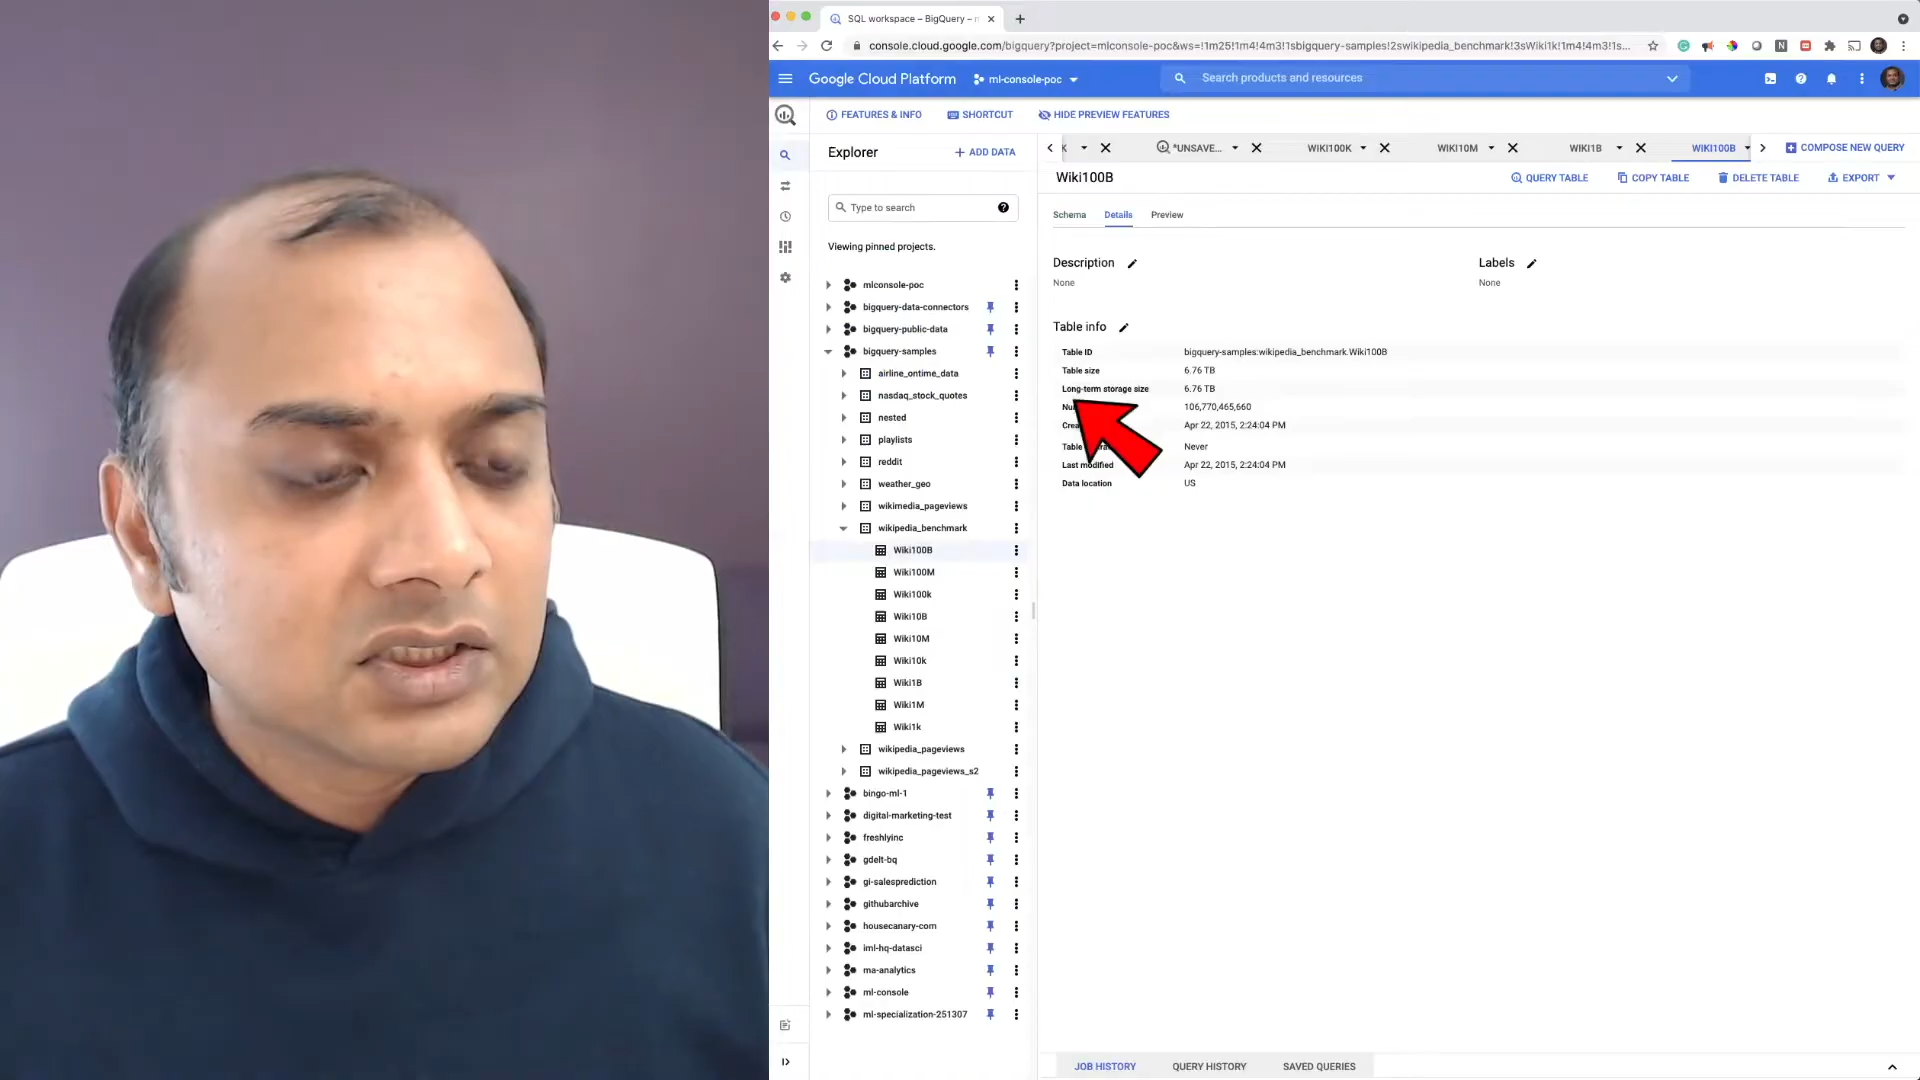 SQL workspace – BigQuery –
console.cloud.google.com/bigquery?project=mlconsole-poc&ws=!1m25!1m4!4m3!1sbigquery-samples!2swikipedia_benchmark!3sWiki1k!1m4!4m3!1s...
Google Cloud Platform
ml-console-poc
Search products and resources
FEATURES & INFO
SHORTCUT
HIDE PREVIEW FEATURES
Explorer
+ ADD DATA
Type to search
Viewing pinned projects.
mlconsole-poc
bigquery-data-connectors
bigquery-public-data
bigquery-samples
airline_ontime_data
nasdaq_stock_quotes
nested
playlists
reddit
weather_geo
wikimedia_pageviews
wikipedia_benchmark
Wiki100B
Wiki100M
Wiki100k
Wiki10B
Wiki10M
Wiki10k
Wiki1B
Wiki1M
Wiki1k
wikipedia_pageviews
wikipedia_pageviews_s2
bingo-ml-1
digital-marketing-test
freshlyinc
gdelt-bq
gi-salesprediction
githubarchive
housecanary-com
iml-hq-datasci
ma-analytics
ml-console
ml-specialization-251307
K
*UNSAVE...
WIKI100K
WIKI10M
WIKI1B
WIKI100B
COMPOSE NEW QUERY
Wiki100B
QUERY TABLE
COPY TABLE
DELETE TABLE
EXPORT
Schema
Details
Preview
Description
None
Labels
None
Table info
Table ID bigquery-samples:wikipedia_benchmark.Wiki100B
Table size 6.76 TB
Long-term storage size 6.76 TB
106,770,465,660
Apr 22, 2015, 2:24:04 PM
Table Never
Last modified Apr 22, 2015, 2:24:04 PM
Data location US
JOB HISTORY
QUERY HISTORY
SAVED QUERIES